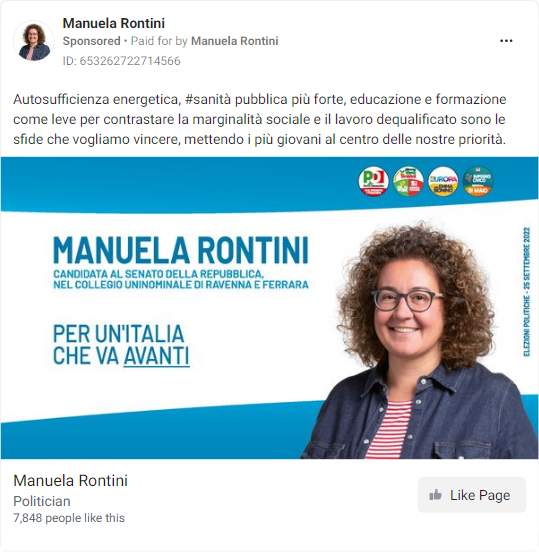 Manuela Rontini
Sponsored • Paid for by Manuela Rontini
ID: 653262722714566
Autosufficienza energetica, #sanità pubblica più forte, educazione e formazione
come leve per contrastare la marginalità sociale e il lavoro dequalificato sono le
sfide che vogliamo vincere, mettendo i più giovani al centro delle nostre priorità.
PD
EUROPA
MANUELA RONTINI
CANDIDATA AL SENATO DELLA REPUBBLICA,
NEL COLLEGIO UNINOMINALE DI RAVENNA E FERRARA
PER UN'ITALIA
CHE VA AVANTI
ELEZIONI POLITICHE - 25 SETTEMBRE 2022
Manuela Rontini
Politician
7,848 people like this
Like Page